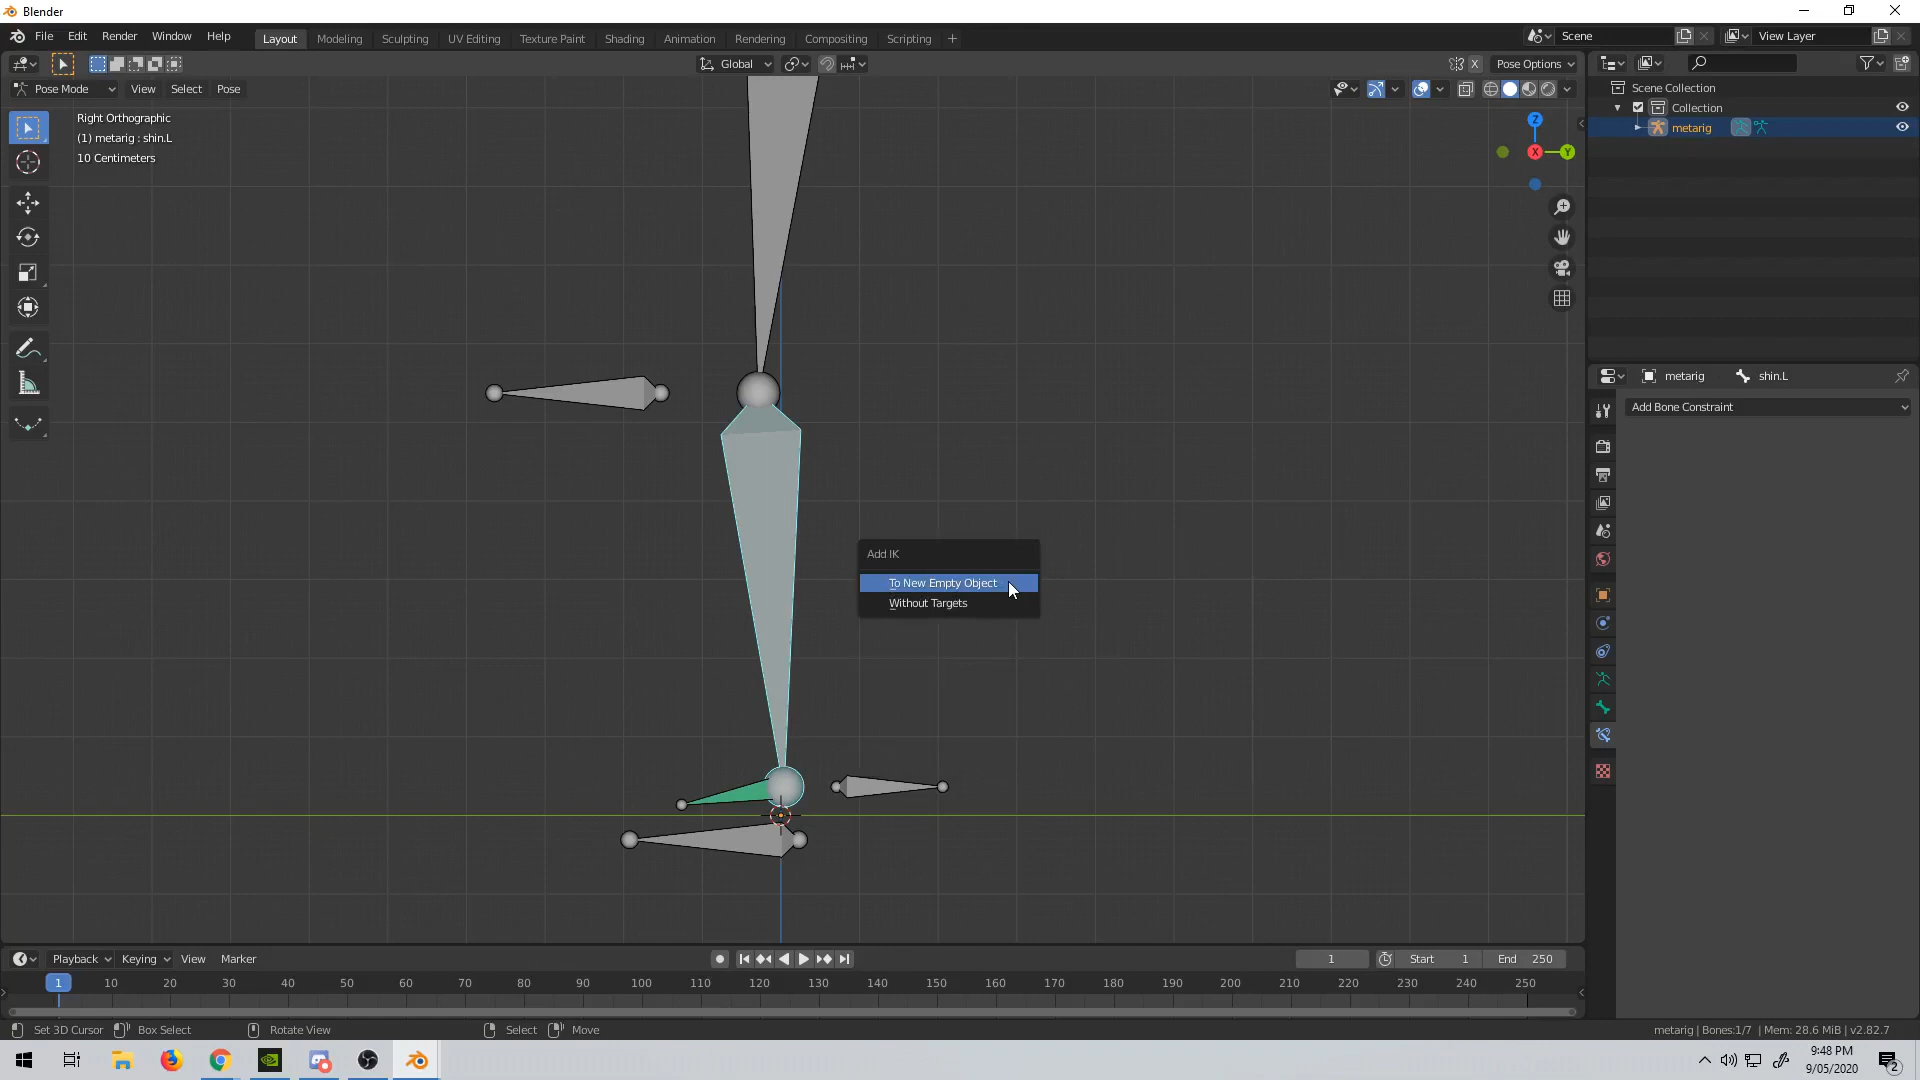 Blender
File Edit Render Window Help
Layout Modeling Sculpting UV Editing Texture Paint Shading Animation Rendering Compositing Scripting
Scene
View Layer
Global
X
Pose Options
Pose Mode View Select Pose
Right Orthographic
(1) metarig : shin.L
10 Centimeters
Z
X
Y
Scene Collection
Collection
metarig
metarig
shin.L
Add Bone Constraint
Add IK
To New Empty Object
Without Targets
Playback Keying View Marker
1
Start 1
End 250
1 10 20 30 40 50 60 70 80 90 100 110 120 130 140 150 160 170 180 190 200 210 220 230 240 250
Set 3D Cursor
Box Select
Rotate View
Select
Move
metarig | Bones:1/7 | Mem: 28.6 MiB | v2.82.7
9:48 PM
9/05/2020
2